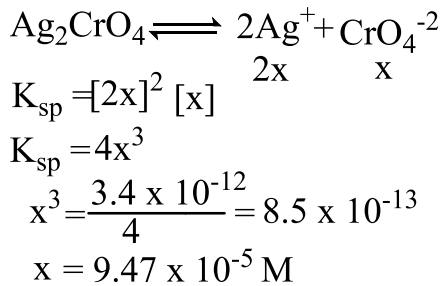 Ag₂CrO₄ ⇌ 2Ag⁺ + CrO₄⁻²
2x x
Kₛₚ =[2x]² [x]
Kₛₚ = 4x³
x³ = 3.4 x 10⁻¹² / 4 = 8.5 x 10⁻¹³
x = 9.47 x 10⁻⁵ M